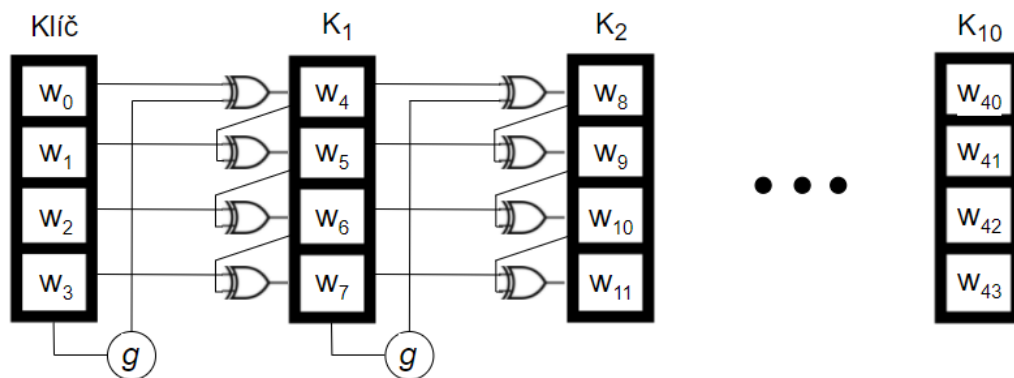 Klíč K₁ K₂ K₁₀
w₀ w₄ w₈ w₄₀
w₁ w₅ w₉ w₄₁
w₂ w₆ w₁₀ w₄₂
w₃ w₇ w₁₁ w₄₃
g g